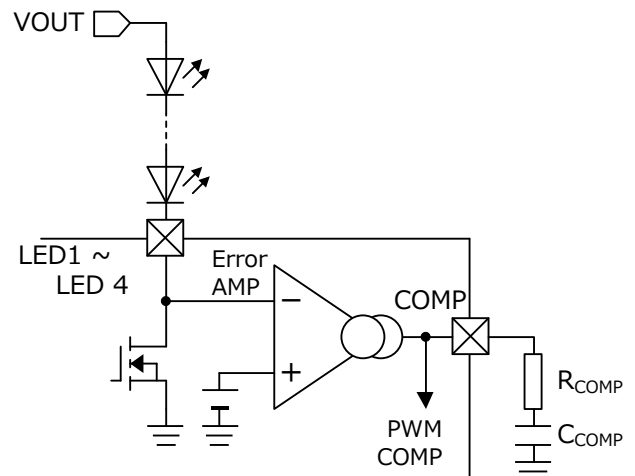 VOUT
LED1 ~
LED 4
Error
AMP
COMP
−
+
PWM
COMP
RCOMP
CCOMP